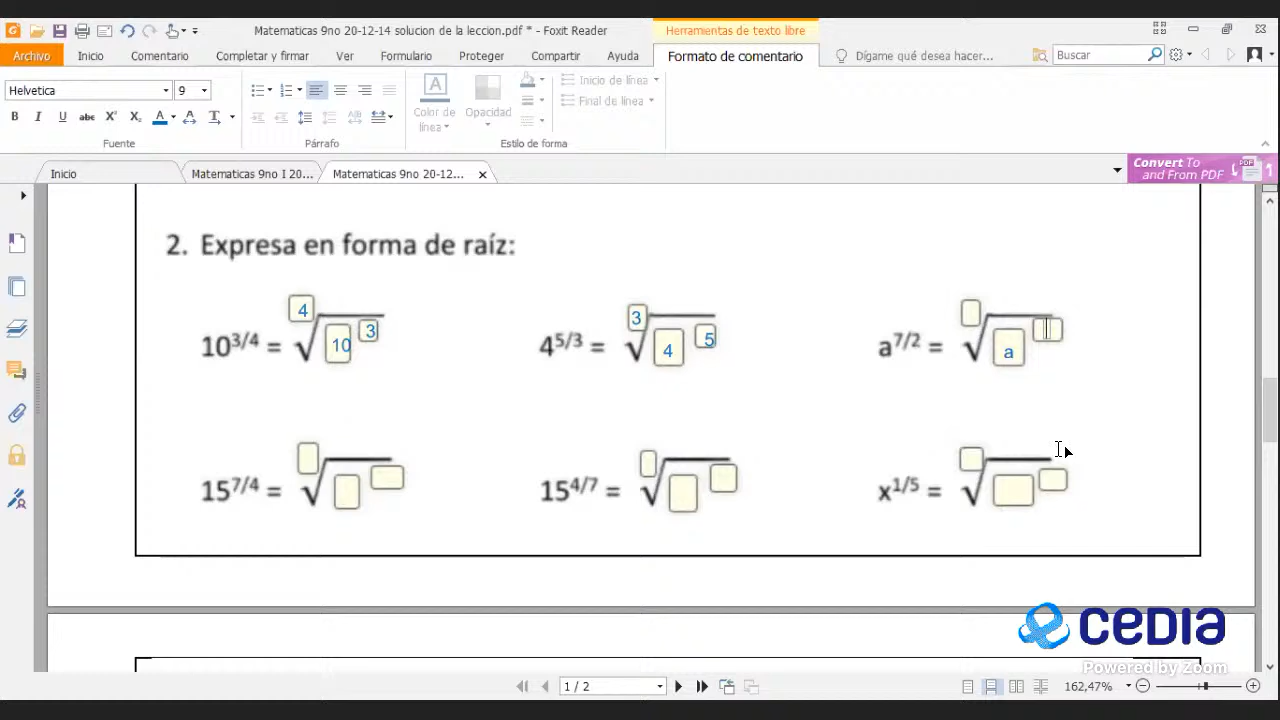 Matematicas 9no 20-12-14 solucion de la leccion.pdf * - Foxit Reader
Herramientas de texto libre
Archivo Inicio Comentario Completar y firmar Ver Formulario Proteger Compartir Ayuda Formato de comentario Dígame qué desea hacer... Buscar
Helvetica 9
Color de línea Opacidad
Inicio de línea
Final de línea
Fuente Párrafo Estilo de forma
Inicio Matematicas 9no I 20... Matematicas 9no 20-12...
Convert To
and From PDF
PDF
2. Expresa en forma de raíz:
10^3/4 = 4 √ 10 3
4^5/3 = 3 √ 4 5
a^7/2 = √ a
15^7/4 = √
15^4/7 = √
x^1/5 = √
CEDIA
Powered by Zoom
1 / 2
162,47%